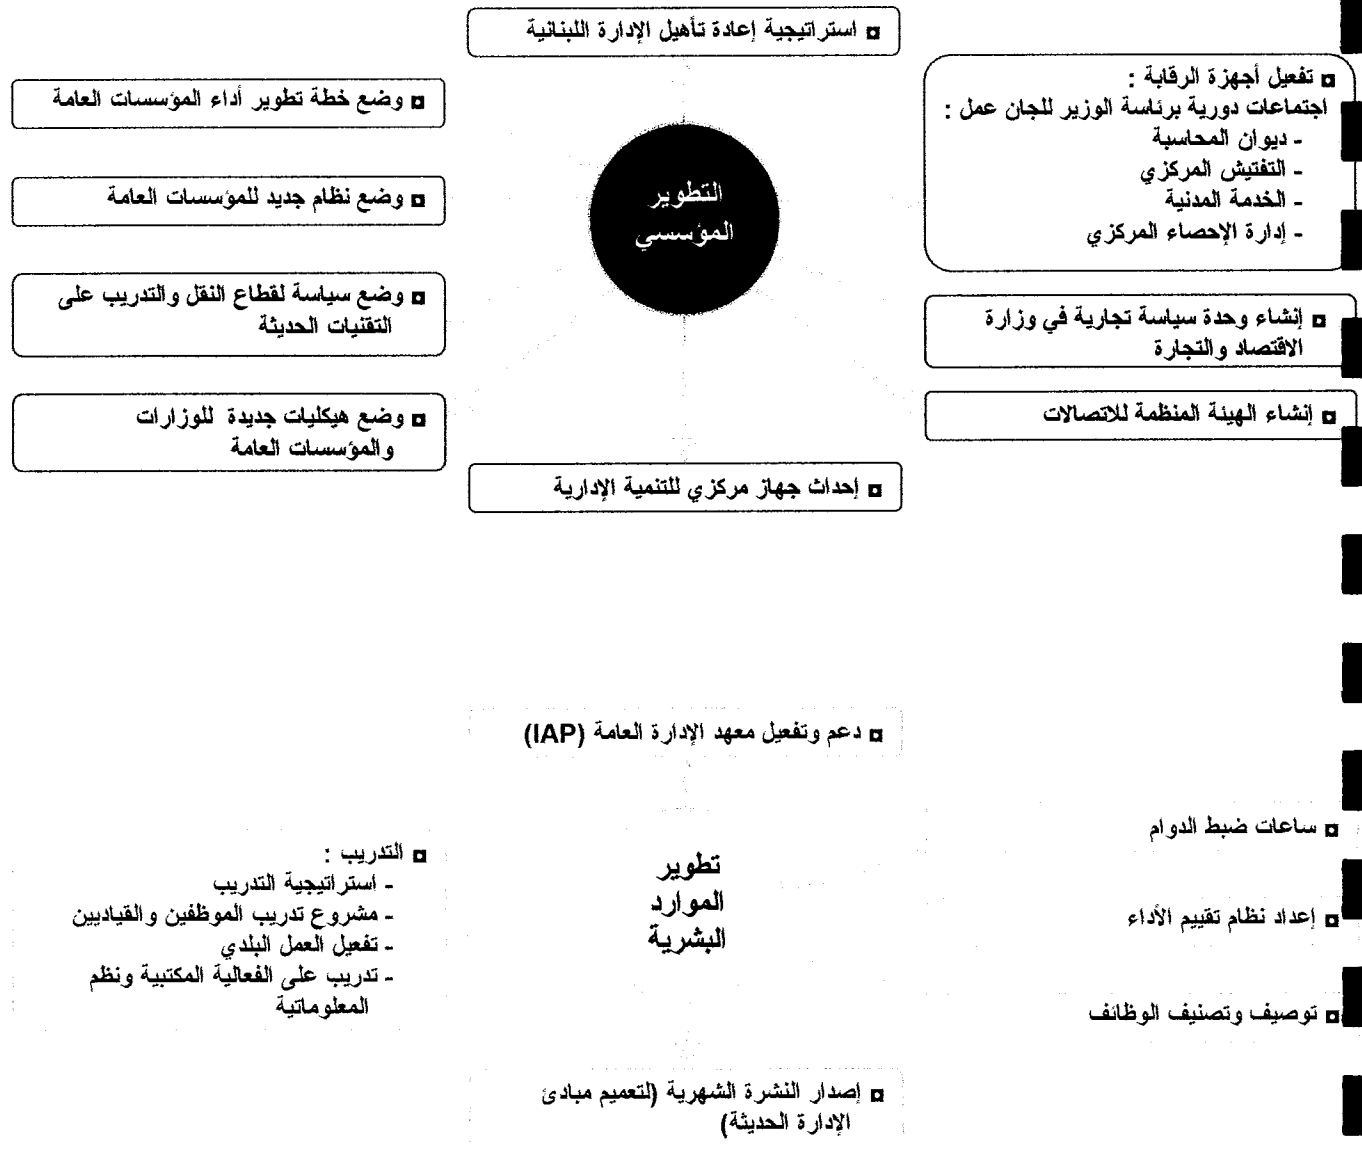 ◘ استراتيجية إعادة تأهيل الإدارة اللبنانية
◘ تفعيل أجهزة الرقابة :
اجتماعات دورية برئاسة الوزير للجان عمل :
- ديوان المحاسبة
- التفتيش المركزي
- الخدمة المدنية
- إدارة الإحصاء المركزي
◘ إنشاء وحدة سياسة تجارية في وزارة
الاقتصاد والتجارة
◘ إنشاء الهيئة المنظمة للاتصالات
التطوير
المؤسسي
◘ وضع خطة تطوير أداء المؤسسات العامة
◘ وضع نظام جديد للمؤسسات العامة
◘ وضع سياسة لقطاع النقل والتدريب على
التقنيات الحديثة
◘ وضع هيكليات جديدة للوزارات
والمؤسسات العامة
◘ إحداث جهاز مركزي للتنمية الإدارية
◘ دعم وتفعيل معهد الإدارة العامة (IAP)
◘ ساعات ضبط الدوام
◘ إعداد نظام تقييم الأداء
◘ توصيف وتصنيف الوظائف
تطوير
الموارد
البشرية
◘ التدريب :
- استراتيجية التدريب
- مشروع تدريب الموظفين والقياديين
- تفعيل العمل البلدي
- تدريب على الفعالية المكتبية ونظم
المعلوماتية
◘ إصدار النشرة الشهرية (لتعميم مبادئ
الإدارة الحديثة)